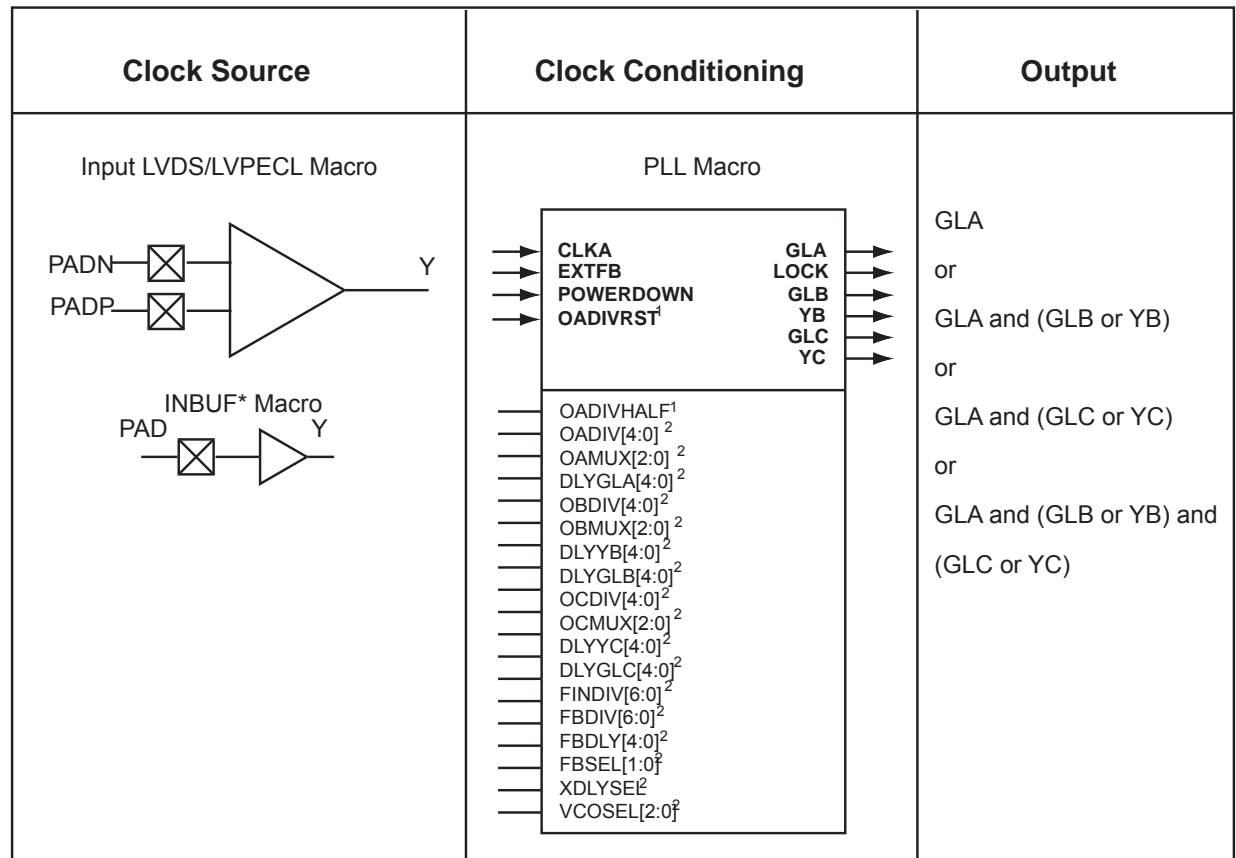 Clock Source
Clock Conditioning
Output
Input LVDS/LVPECL Macro
PADN
PADP
Y
INBUF* Macro
PAD
Y
PLL Macro
CLKA
EXTFB
POWERDOWN
OADIVRST1
GLA
LOCK
GLB
YB
GLC
YC
OADIVHALF1
OADIV[4:0] 2
OAMUX[2:0] 2
DLYGLA[4:0] 2
OBDIV[4:0]2
OBMUX[2:0] 2
DLYYB[4:0]2
DLYGLB[4:0]2
OCDIV[4:0]2
OCMUX[2:0] 2
DLYYC[4:0]2
DLYGLC[4:0]2
FINDIV[6:0] 2
FBDIV[6:0]2
FBDLY[4:0]2
FBSEL[1:0]2
XDLYSEL2
VCOSEL[2:0]2
GLA
or
GLA and (GLB or YB)
or
GLA and (GLC or YC)
or
GLA and (GLB or YB) and
(GLC or YC)